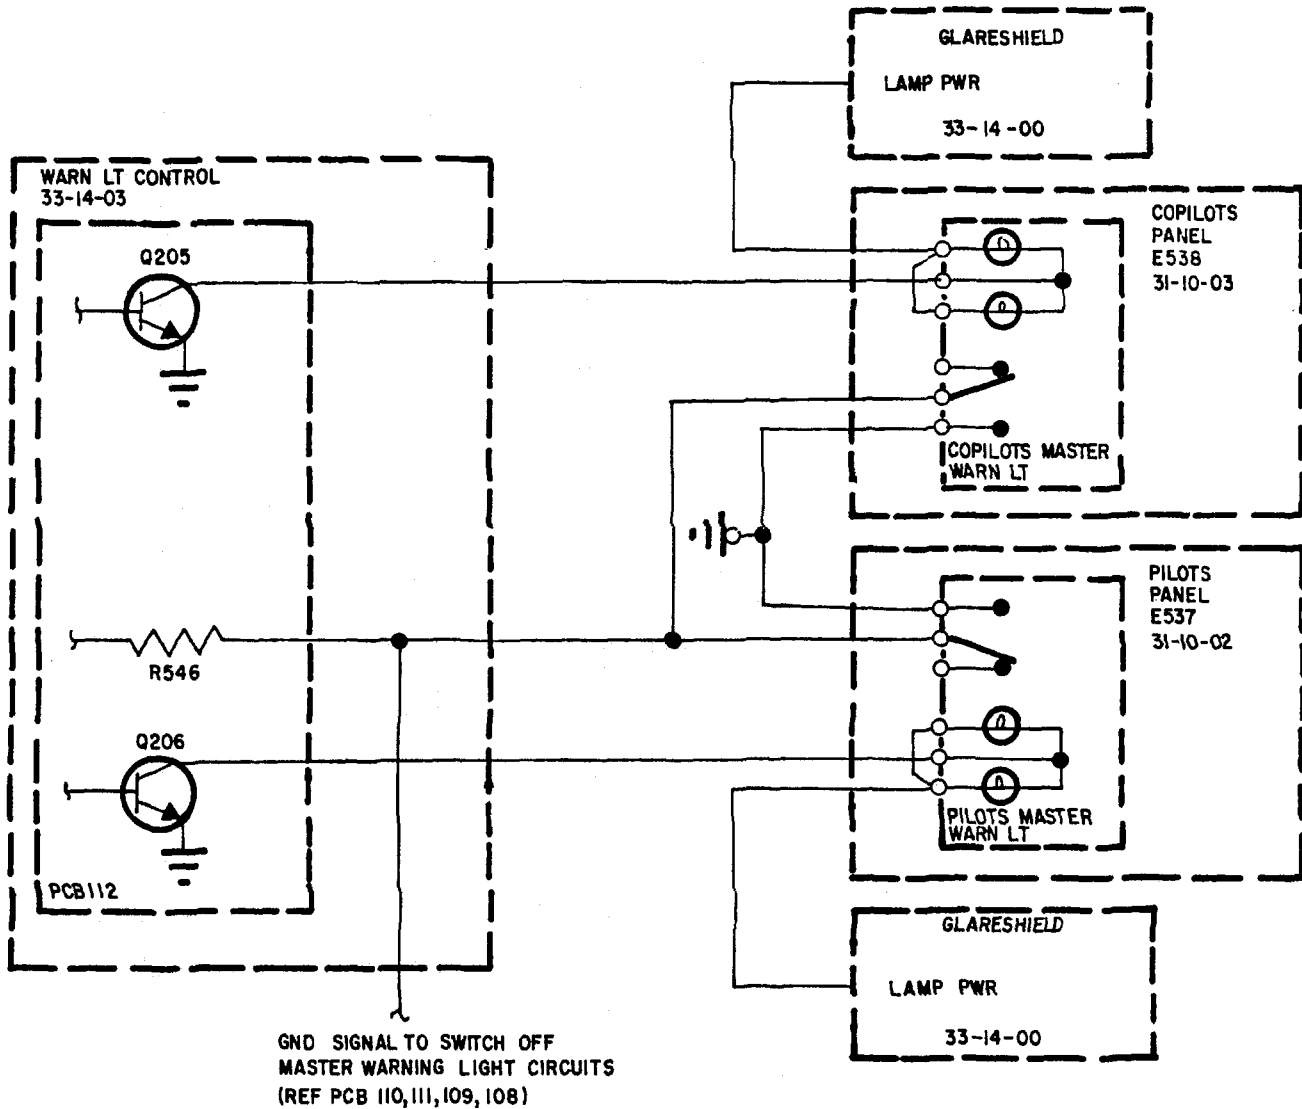 GLARESHIELD
LAMP PWR
33-14-00
WARN LT CONTROL
33-14-03
Q205
COPILOTS
PANEL
E538
31-10-03
COPILOTS MASTER
WARN LT
PILOTS
PANEL
E537
31-10-02
R546
Q206
PILOTS MASTER
WARN LT
PCB112
GLARESHIELD
LAMP PWR
33-14-00
GND SIGNAL TO SWITCH OFF
MASTER WARNING LIGHT CIRCUITS
(REF PCB 110,111,109,108)